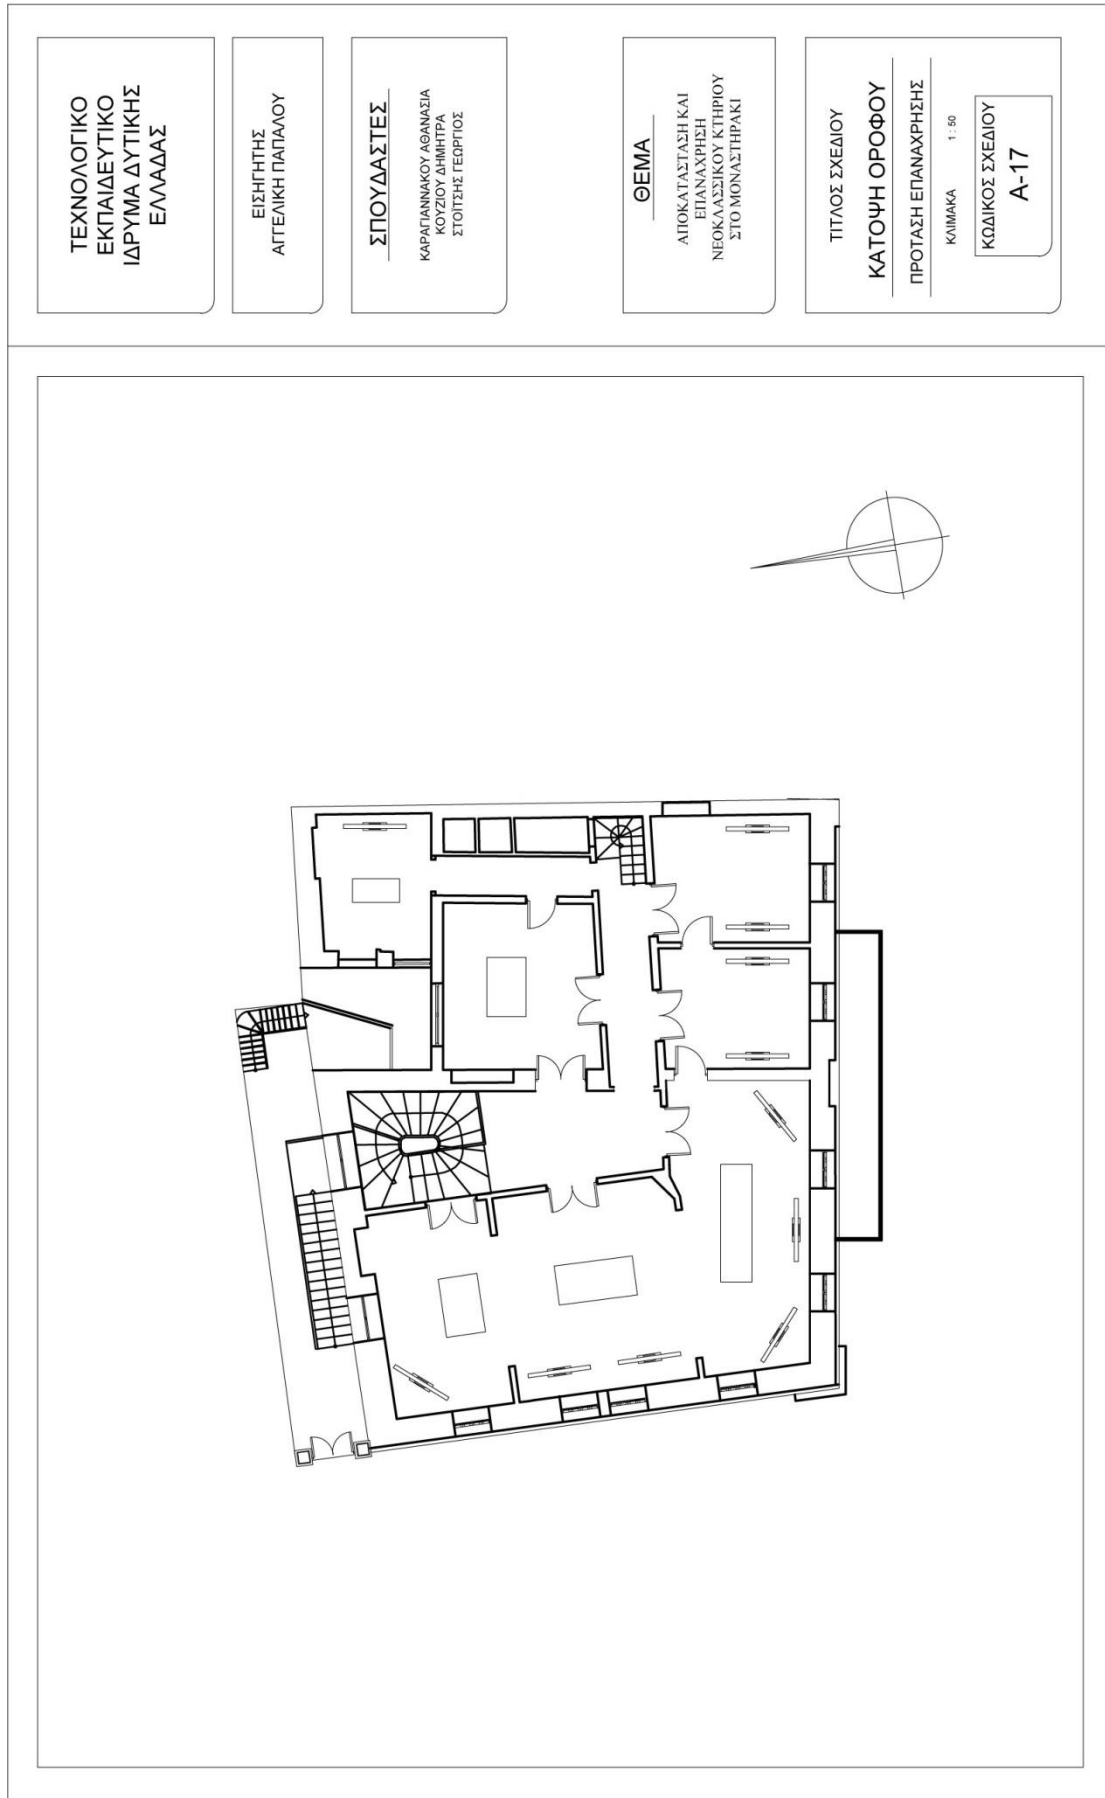 ΤΕΧΝΟΛΟΓΙΚΟ
ΕΚΠΑΙΔΕΥΤΙΚΟ
ΙΔΡΥΜΑ ΔΥΤΙΚΗΣ
ΕΛΛΑΔΑΣ
ΕΙΣΗΓΗΤΗΣ
ΑΓΓΕΛΙΚΗ ΠΑΠΑΛΟΥ
ΣΠΟΥΔΑΣΤΕΣ
ΚΑΡΑΓΙΑΝΝΑΚΟΥ ΑΘΑΝΑΣΙΑ
ΚΟΥΖΙΟΥ ΔΗΜΗΤΡΑ
ΣΤΟΪΤΣΗΣ ΓΕΩΡΓΙΟΣ
ΘΕΜΑ
ΑΠΟΚΑΤΑΣΤΑΣΗ ΚΑΙ
ΕΠΑΝΑΧΡΗΣΗ
ΝΕΟΚΛΑΣΣΙΚΟΥ ΚΤΗΡΙΟΥ
ΣΤΟ ΜΟΝΑΣΤΗΡΑΚΙ
ΤΙΤΛΟΣ ΣΧΕΔΙΟΥ
ΚΑΤΟΨΗ ΟΡΟΦΟΥ
ΠΡΟΤΑΣΗ ΕΠΑΝΑΧΡΗΣΗΣ
ΚΛΙΜΑΚΑ 1 : 50
ΚΩΔΙΚΟΣ ΣΧΕΔΙΟΥ
Α-17